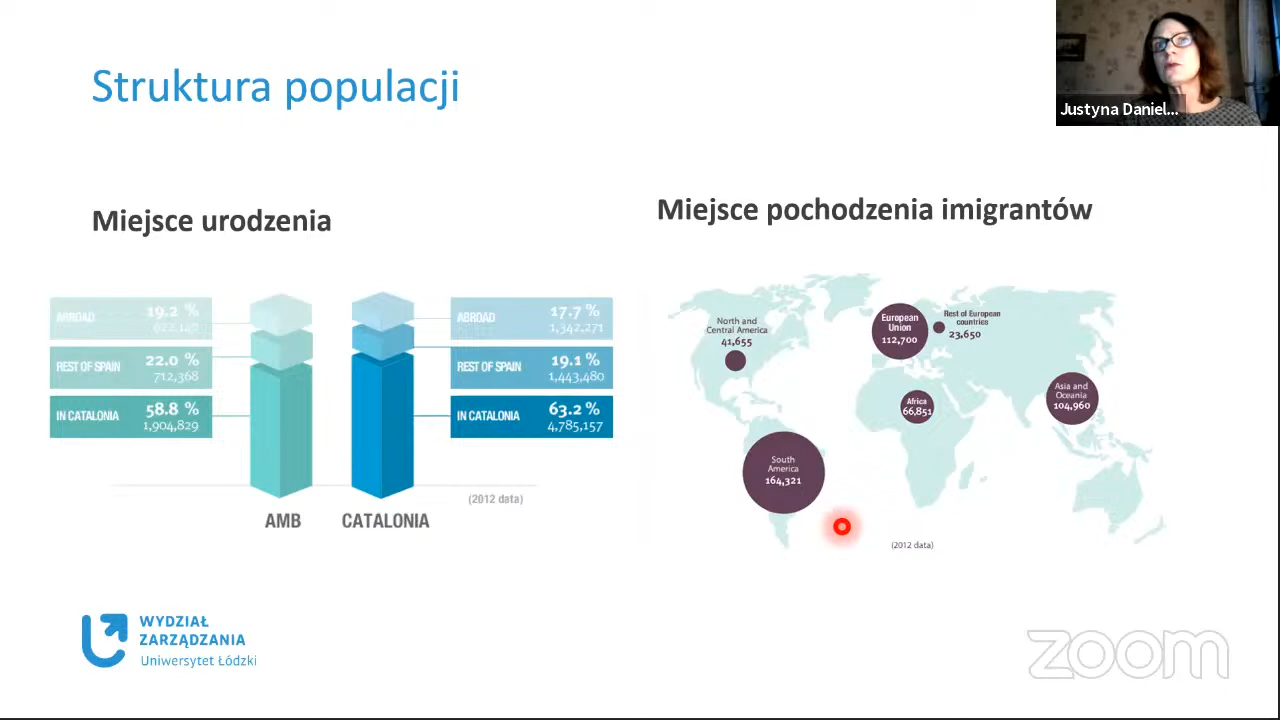 Struktura populacji
Justyna Daniel...
Miejsce urodzenia
Miejsce pochodzenia imigrantów
ABROAD
19.2 %
REST OF SPAIN
22.0 %
712,368
IN CATALONIA
58.8 %
1,904,829
ABROAD
17.7 %
1,342,271
REST OF SPAIN
19.1 %
1,443,480
IN CATALONIA
63.2 %
4,785,157
(2012 data)
AMB
CATALONIA
North and
Central America
41,655
European
Union
112,700
Rest of European
countries
23,650
Africa
66,851
Asia and
Oceania
104,960
South
America
164,321
(2012 data)
WYDZIAŁ
ZARZĄDZANIA
Uniwersytet Łódzki
zoom